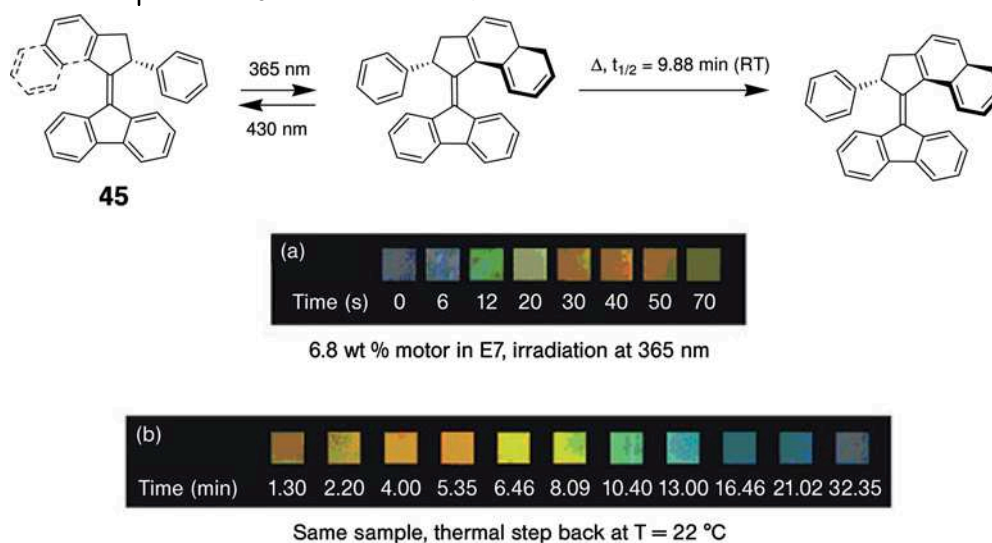 365 nm
430 nm
Δ, t1/2 = 9.88 min (RT)
45
(a)
Time (s) 0 6 12 20 30 40 50 70
6.8 wt % motor in E7, irradiation at 365 nm
(b)
Time (min) 1.30 2.20 4.00 5.35 6.46 8.09 10.40 13.00 16.46 21.02 32.35
Same sample, thermal step back at T = 22 °C